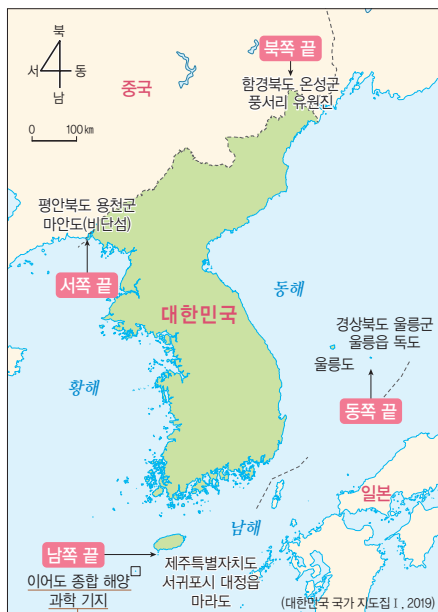 북
서 동
남
0 100km
중국
북쪽 끝
함경북도 온성군
풍서리 유원진
평안북도 용천군
마안도(비단섬)
서쪽 끝
대한민국
동해
경상북도 울릉군
울릉읍 독도
울릉도
동쪽 끝
황해
일본
남해
남쪽 끝
이어도 종합 해양
과학 기지
제주특별자치도
서귀포시 대정읍
마라도
(대한민국 국가 지도집Ⅰ, 2019)